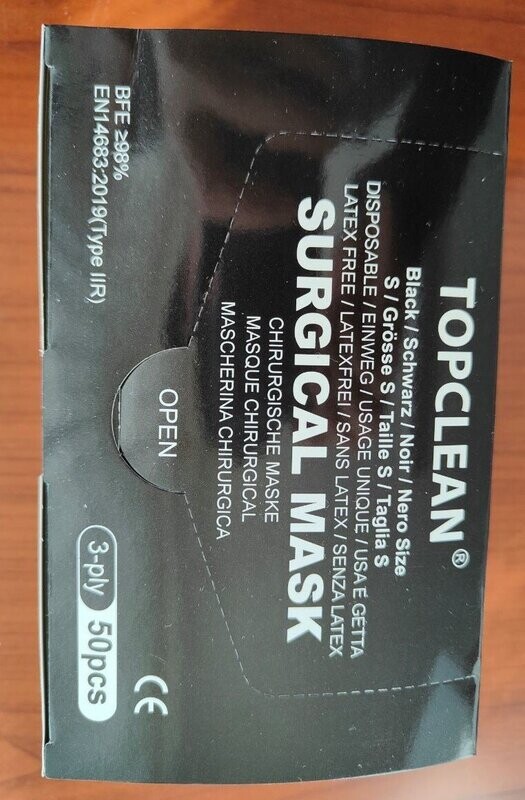 TOPCLEAN®
Black / Schwarz / Noir / Nero Size
S / Grösse S / Taille S / Taglia S
DISPOSABLE / EINWEG / USAGE UNIQUE / USA E GETTA
LATEX FREE / LATEXFREI / SANS LATEX / SENZA LATEX
SURGICAL MASK
CHIRURGISCHE MASKE
MASQUE CHIRURGICAL
MASCHERINA CHIRURGICA
OPEN
BFE ≥98%
EN14683:2019(Type IIR)
3-ply 50pcs
CE